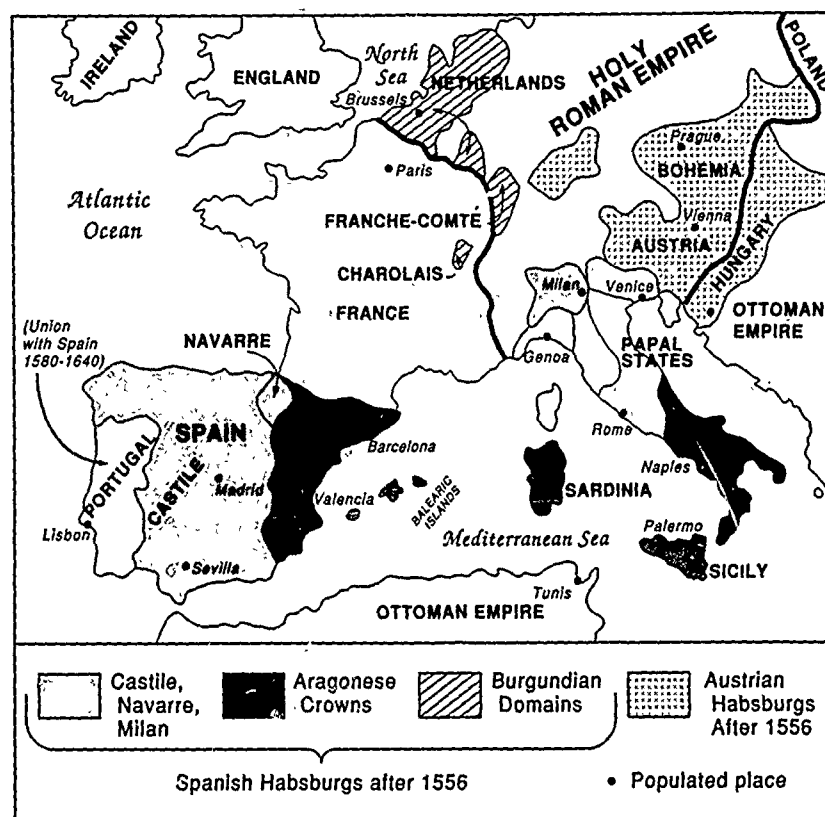 IRELAND
ENGLAND
North
Sea
NETHERLANDS
Brussels
HOLY
ROMAN EMPIRE
POLAND
Prague
BOHEMIA
Paris
Atlantic
Ocean
FRANCHE-COMTÉ
Vienna
AUSTRIA
HUNGARY
CHAROLAIS
FRANCE
Milan
Venice
OTTOMAN
EMPIRE
(Union
with Spain
1580-1640)
NAVARRE
Genoa
PAPAL
STATES
SPAIN
PORTUGAL
CASTILE
Madrid
Barcelona
Valencia
BALEARIC
ISLANDS
Rome
Naples
SARDINIA
Lisbon
Sevilla
Mediterranean Sea
Palermo
SICILY
Tunis
OTTOMAN EMPIRE
Castile,
Navarre,
Milan
Aragonese
Crowns
Burgundian
Domains
Austrian
Habsburgs
After 1556
Spanish Habsburgs after 1556
Populated place